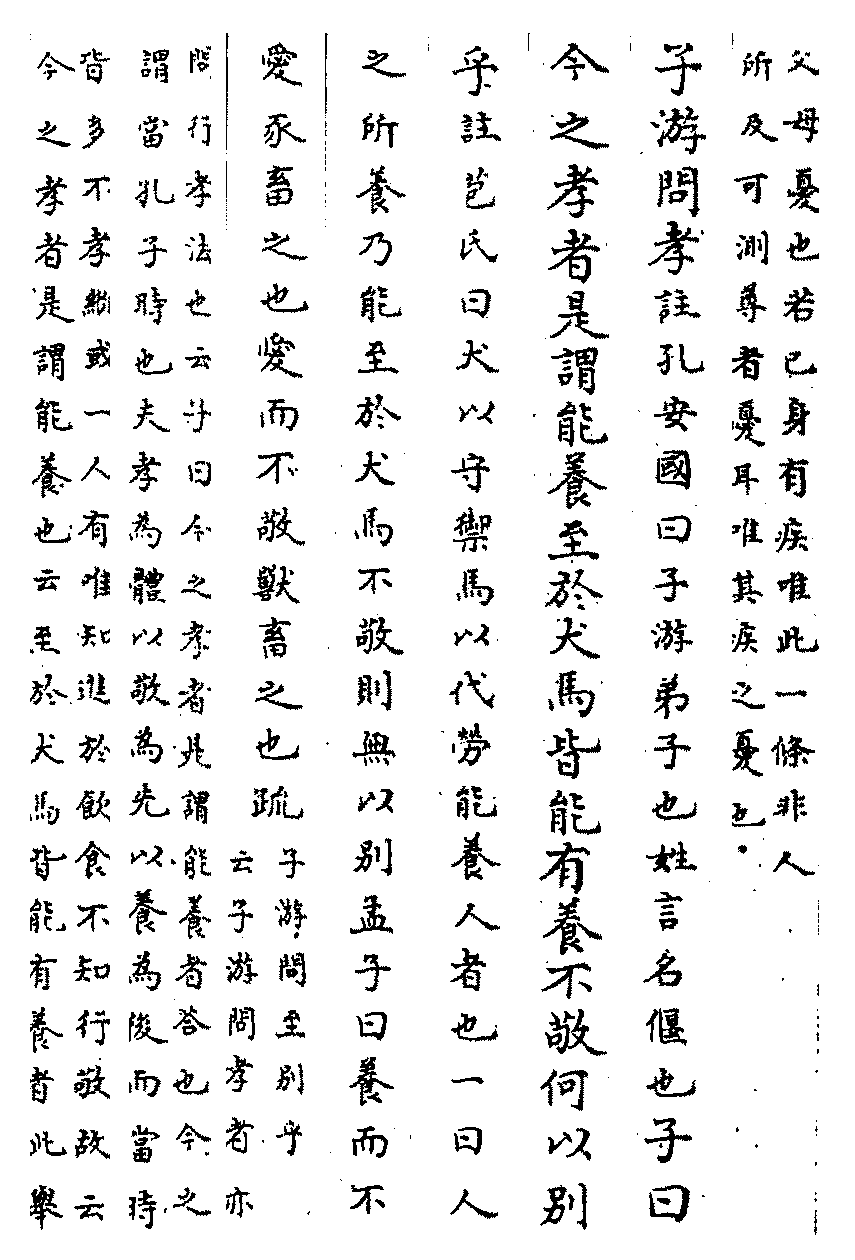 父母憂也若己身有疾唯此一條非人
所及可測尊者憂耳唯其疾之憂也
子游問孝註孔安國曰子游弟子也姓言名偃也子曰
今之孝者是謂能養至於犬馬皆能有養不敬何以別
乎註苞氏曰犬以守禦馬以代勞能養人者也一曰人
之所養乃能至於犬馬不敬則無以別孟子曰養而不
愛豕畜之也愛而不敬獸畜之也疏
子游問至別乎
云子游問孝者亦
問行孝法也云子曰今之孝者是謂能養者答也今之
謂當孔子時也夫孝為體以敬為先以養為後而當時
皆多不孝縱或一人有唯知進於飲食不知行敬故云
今之孝者是謂能養也云至於犬馬皆能有養者此舉